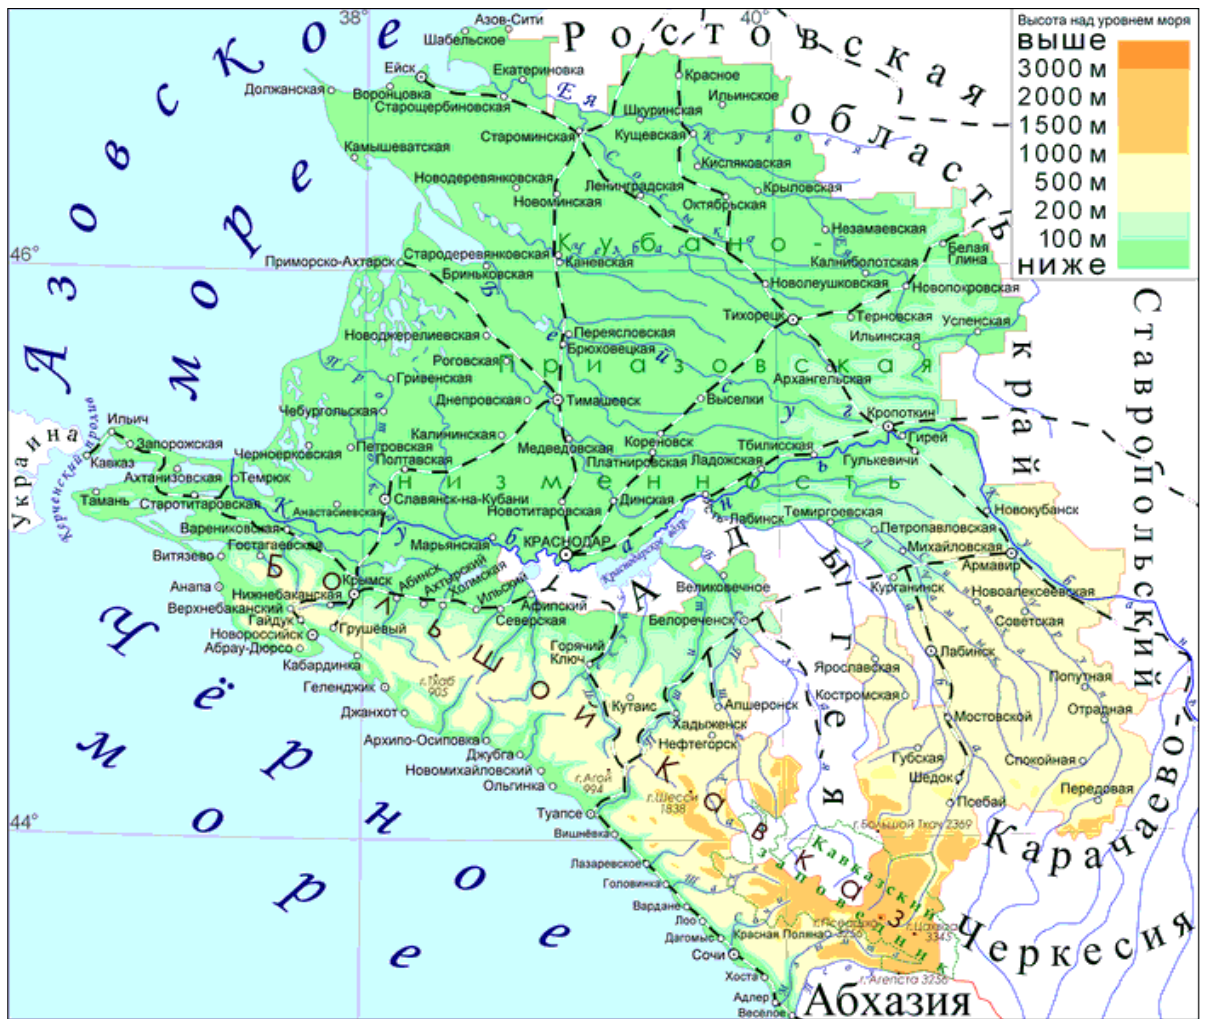 38°
40°
46°
44°
Высота над уровнем моря
выше
3000 м
2000 м
1500 м
1000 м
500 м
200 м
100 м
ниже
Азовское
море
Чёрное
море
Ростовская
область
Ставропольский
край
Карачаево-
Черкесия
Абхазия
Адыгея
Украина
Керченский пролив
Кубано-
Приазовская
низменность
Большой Кавказ
Кавказский
заповедник
Азов-Сити
Шабельское
Ейск
Екатериновка
Красное
Должанская
Воронцовка
Старощербиновская
Ея
Ильинское
Шкуринская
Староминская
Кущевская
Кугоея
Камышеватская
Кисляковская
Новодеревянковская
Ленинградская
Крыловская
Новоминская
Октябрьская
Сосыка
Незамаевская
Белая
Глина
Стародеревянковская
Приморско-Ахтарск
Каневская
Калниболотская
Бриньковская
Новолеушковская
Новопокровская
Тихорецк
Терновская
Успенская
Новоджерелиевская
Переясловская
Брюховецкая
Ильинская
Бейсуг
Роговская
Гривенская
Архангельская
Днепровская
Тимашевск
Выселки
Чебургольская
Кропоткин
Ильич
Запорожская
Калининская
Кореновск
Тбилисская
Гирей
Кавказ
Черноерковская
Петровская
Медведовская
Полтавская
Платнировская
Ладожская
Гулькевичи
Ахтанизовская
Темрюк
Тамань
Старотитаровская
Славянск-на-Кубани
Динская
Анастасиевская
Новотитаровская
Усть-Лабинск
Темиргоевская
Новокубанск
Кубань
Варениковская
Петропавловская
Гостагаевская
Марьянская
КРАСНОДАР
Краснодарское вдхр.
Михайловская
Витязево
Армавир
Анапа
Крымск
Абинск
Ахтырский
Холмская
Ильский
Великовечное
Курганинск
Нижнебаканская
Новоалексеевская
Верхнебаканский
Афипский
Северская
Белореченск
Советская
Гайдук
Грушевый
Новороссийск
Абрау-Дюрсо
Горячий
Ключ
Лабинск
Кабардинка
Ярославская
Попутная
Геленджик
г.Тхаб
905
Костромская
Кутаис
Апшеронск
Отрадная
Джанхот
Хадыженск
Мостовской
Нефтегорск
Архипо-Осиповка
Джубга
Губская
Спокойная
Новомихайловский
Шедок
Ольгинка
г.Агой
994
г.Шесси
1838
Псебай
Передовая
Туапсе
Вишнёвка
г.Большой Тхач 2369
Лазаревское
Головинка
Вардане
Лоо
Дагомыс
Красная Поляна
3256
3345
Сочи
Хоста
г.Агепста 3256
Адлер
Весёлое